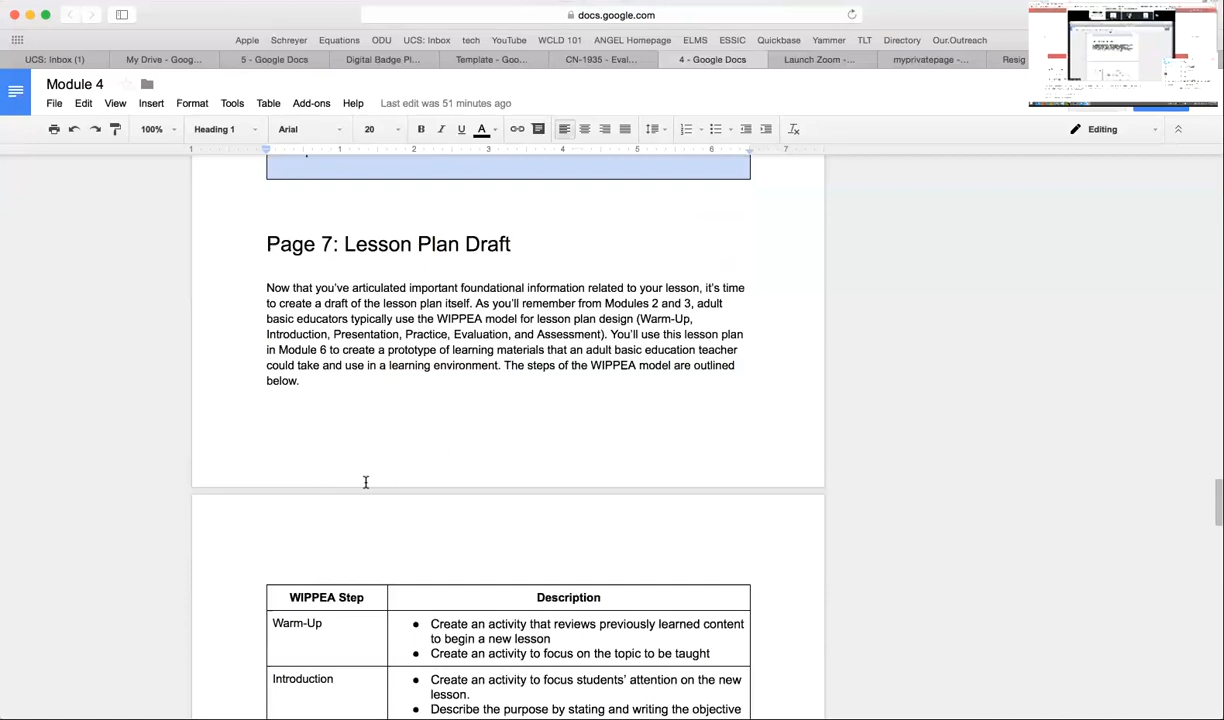 docs.google.com
Apple Schreyer Equations YouTube WCLD 101 ANGEL Homepage EMS ESSIC Quickbase Yammer TLT Directory Our.Outreach
UCS: Inbox (1) My Drive - Goog... 5 - Google Docs Digital Badge Pl... Template - Goo... CN-1935 - Eval... 4 - Google Docs Launch Zoom -... myprivatepage -... Resig
Module 4
File Edit View Insert Format Tools Table Add-ons Help Last edit was 51 minutes ago
100% Heading 1 Arial 20 B I U A Editing
1 1 2 3 4 5 6 7
Page 7: Lesson Plan Draft
Now that you've articulated important foundational information related to your lesson, it's time
to create a draft of the lesson plan itself. As you'll remember from Modules 2 and 3, adult
basic educators typically use the WIPPEA model for lesson plan design (Warm-Up,
Introduction, Presentation, Practice, Evaluation, and Assessment). You'll use this lesson plan
in Module 6 to create a prototype of learning materials that an adult basic education teacher
could take and use in a learning environment. The steps of the WIPPEA model are outlined
below.
WIPPEA Step Description
Warm-Up
● Create an activity that reviews previously learned content
to begin a new lesson
● Create an activity to focus on the topic to be taught
Introduction
● Create an activity to focus students' attention on the new
lesson.
● Describe the purpose by stating and writing the objective